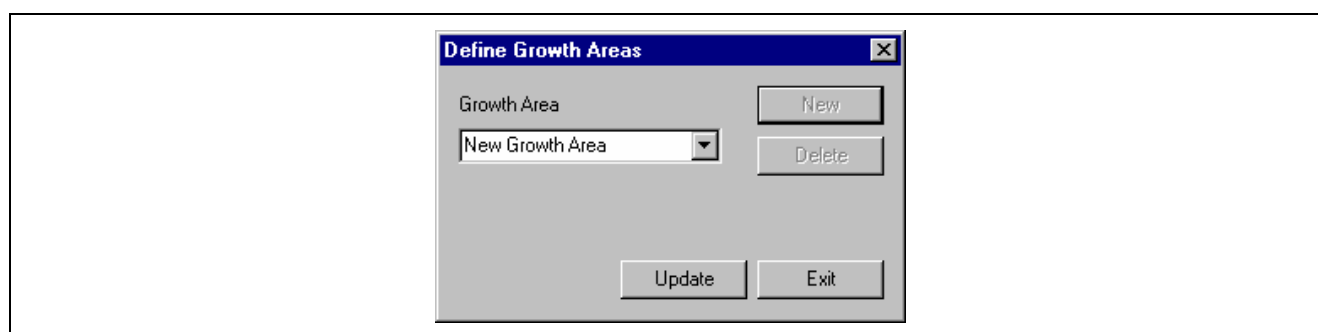 Define Growth Areas
Growth Area
New
New Growth Area
Delete
Update
Exit